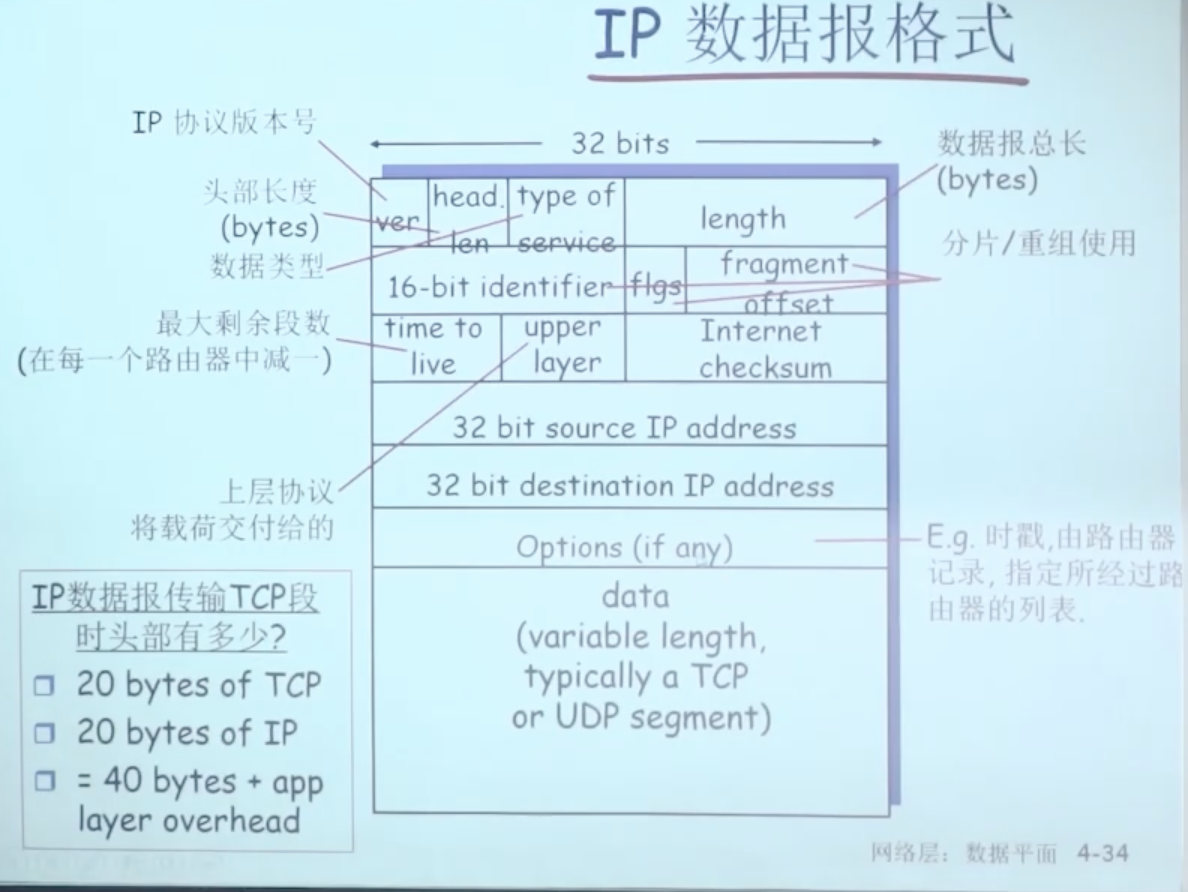 IP 数据报格式
IP 协议版本号
32 bits
数据报总长
(bytes)
头部长度
(bytes)
数据类型
ver
head.
len
type of
service
length
分片/重组使用
16-bit identifier
flgs
fragment
offset
最大剩余段数
(在每一个路由器中减一)
time to
live
upper
layer
Internet
checksum
32 bit source IP address
上层协议
将载荷交付给的
32 bit destination IP address
Options (if any)
E.g. 时戳,由路由器
记录, 指定所经过路
由器的列表.
data
(variable length,
typically a TCP
or UDP segment)
IP数据报传输TCP段
时头部有多少?
20 bytes of TCP
20 bytes of IP
= 40 bytes + app
layer overhead
网络层：数据平面 4-34